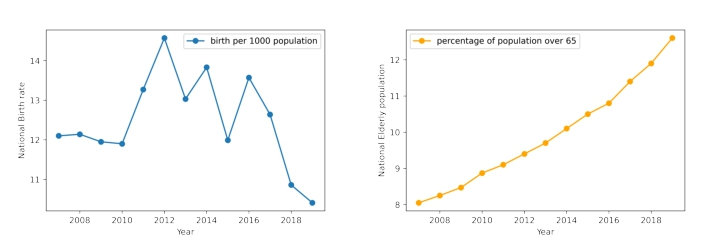 birth per 1000 population
National Birth rate
14
13
12
11
2008 2010 2012 2014 2016 2018
Year
percentage of population over 65
National Elderly population
12
11
10
9
8
2008 2010 2012 2014 2016 2018
Year